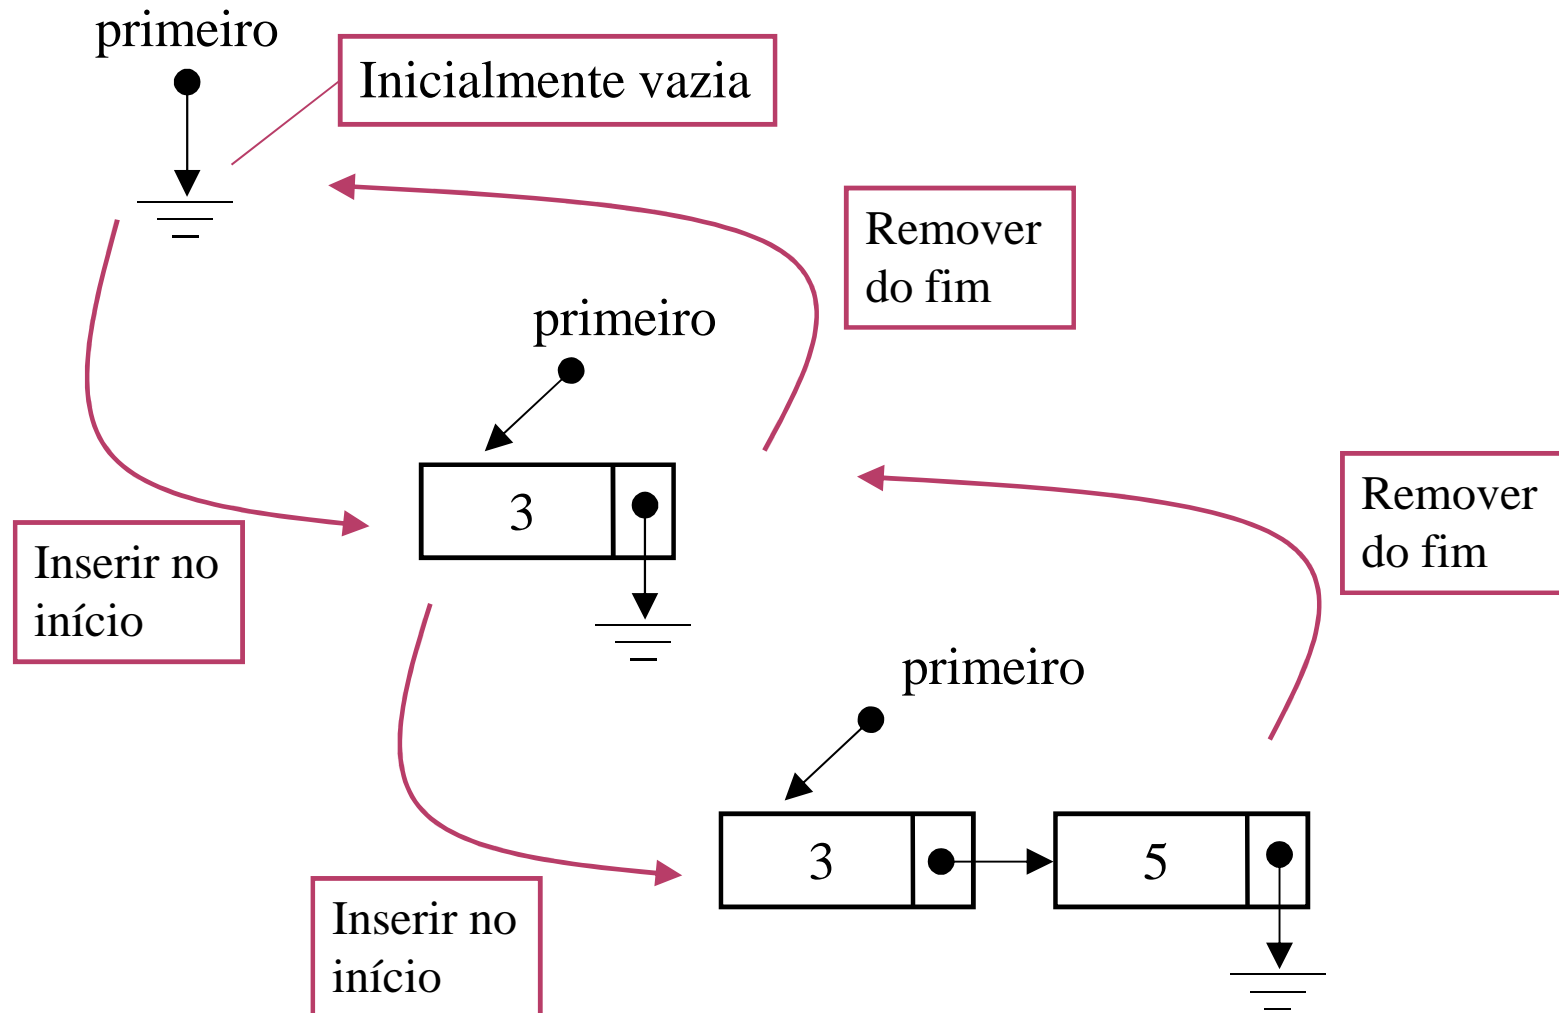 primeiro
Inicialmente vazia
Remover
do fim
primeiro
3
Remover
do fim
Inserir no
início
primeiro
3
5
Inserir no
início